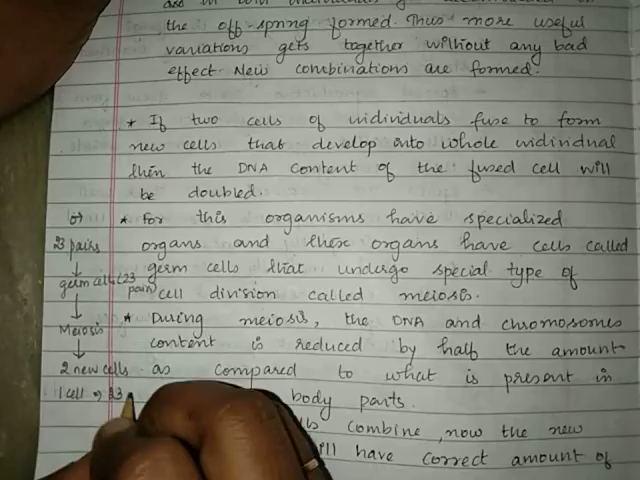 the off-spring formed. Thus more useful
variations gets together without any bad
effect. New combinations are formed.
* If two cells of individuals fuse to form
new cells that develop into whole individual
then the DNA content of the fused cell will
be doubled.
* For this organisms have specialized
organs and these organs have cells called
germ cells that undergo special type of
cell division called meiosis.
* During meiosis, the DNA and chromosomes
content is reduced by half the amount
as compared to what is present in
body parts.
combine, now the new
will have correct amount of
23 pairs
↓
germ cells (23
pairs)
↓
Meiosis
↓
2 new cells
1 cell → 23